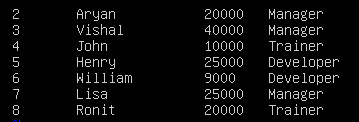 2 Aryan 20000 Manager
3 Vishal 40000 Manager
4 John 10000 Trainer
5 Henry 25000 Developer
6 William 9000 Developer
7 Lisa 25000 Manager
8 Ronit 20000 Trainer